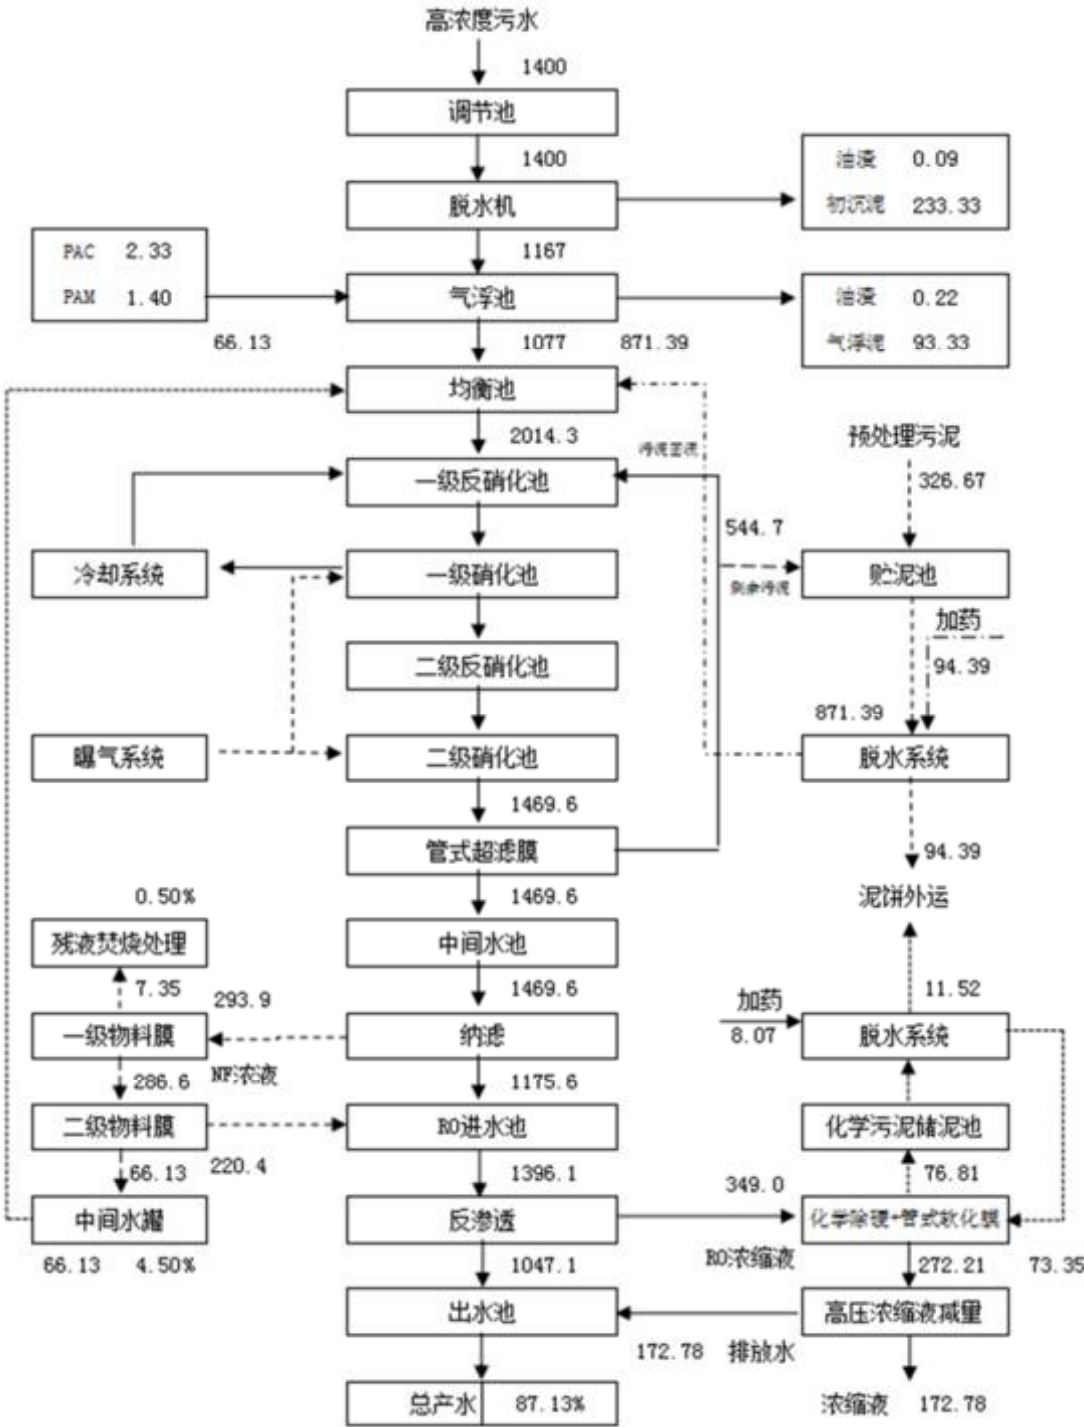 高浓度污水
1400
调节池
1400
脱水机
油渣 0.09
初沉泥 233.33
PAC 2.33
PAM 1.40
1167
气浮池
油渣 0.22
气浮泥 93.33
66.13
1077
871.39
均衡池
2014.3
污泥回流
预处理污泥
326.67
一级反硝化池
544.7
冷却系统
一级硝化池
剩余污泥
贮泥池
加药
94.39
二级反硝化池
871.39
曝气系统
二级硝化池
脱水系统
1469.6
管式超滤膜
94.39
0.50%
1469.6
泥饼外运
残液焚烧处理
中间水池
7.35
293.9
1469.6
加药
8.07
11.52
一级物料膜
纳滤
脱水系统
286.6
NF浓液
1175.6
二级物料膜
RO进水池
化学污泥储泥池
66.13
220.4
1396.1
349.0
76.81
中间水罐
反渗透
化学除硬+管式软化膜
66.13
4.50%
1047.1
RO浓缩液
272.21
73.35
出水池
高压浓缩液减量
172.78
排放水
总产水 87.13%
浓缩液
172.78